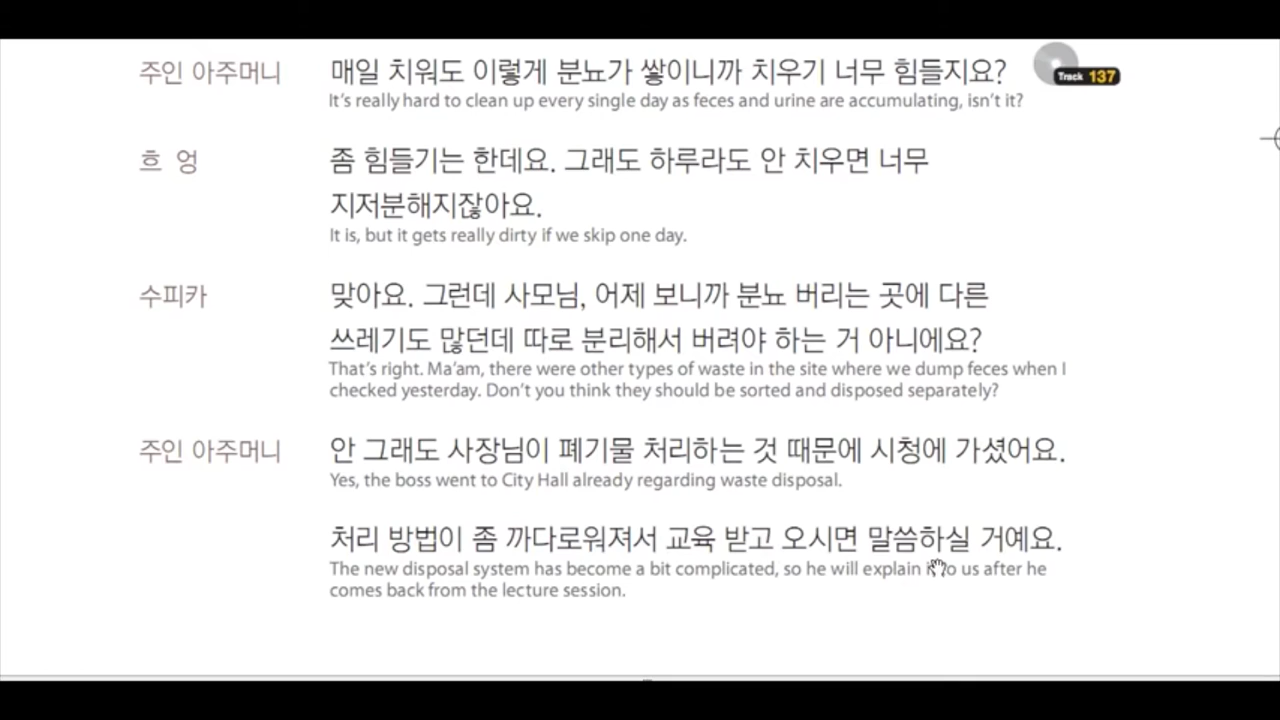 주인 아주머니 매일 치워도 이렇게 분뇨가 쌓이니까 치우기 너무 힘들지요? Track 137
It's really hard to clean up every single day as feces and urine are accumulating, isn't it?
흐 엉 좀 힘들기는 한데요. 그래도 하루라도 안 치우면 너무
지저분해지잖아요.
It is, but it gets really dirty if we skip one day.
수피카 맞아요. 그런데 사모님, 어제 보니까 분뇨 버리는 곳에 다른
쓰레기도 많던데 따로 분리해서 버려야 하는 거 아니에요?
That's right. Ma'am, there were other types of waste in the site where we dump feces when I
checked yesterday. Don't you think they should be sorted and disposed separately?
주인 아주머니 안 그래도 사장님이 폐기물 처리하는 것 때문에 시청에 가셨어요.
Yes, the boss went to City Hall already regarding waste disposal.
처리 방법이 좀 까다로워져서 교육 받고 오시면 말씀하실 거예요.
The new disposal system has become a bit complicated, so he will explain us after he
comes back from the lecture session.